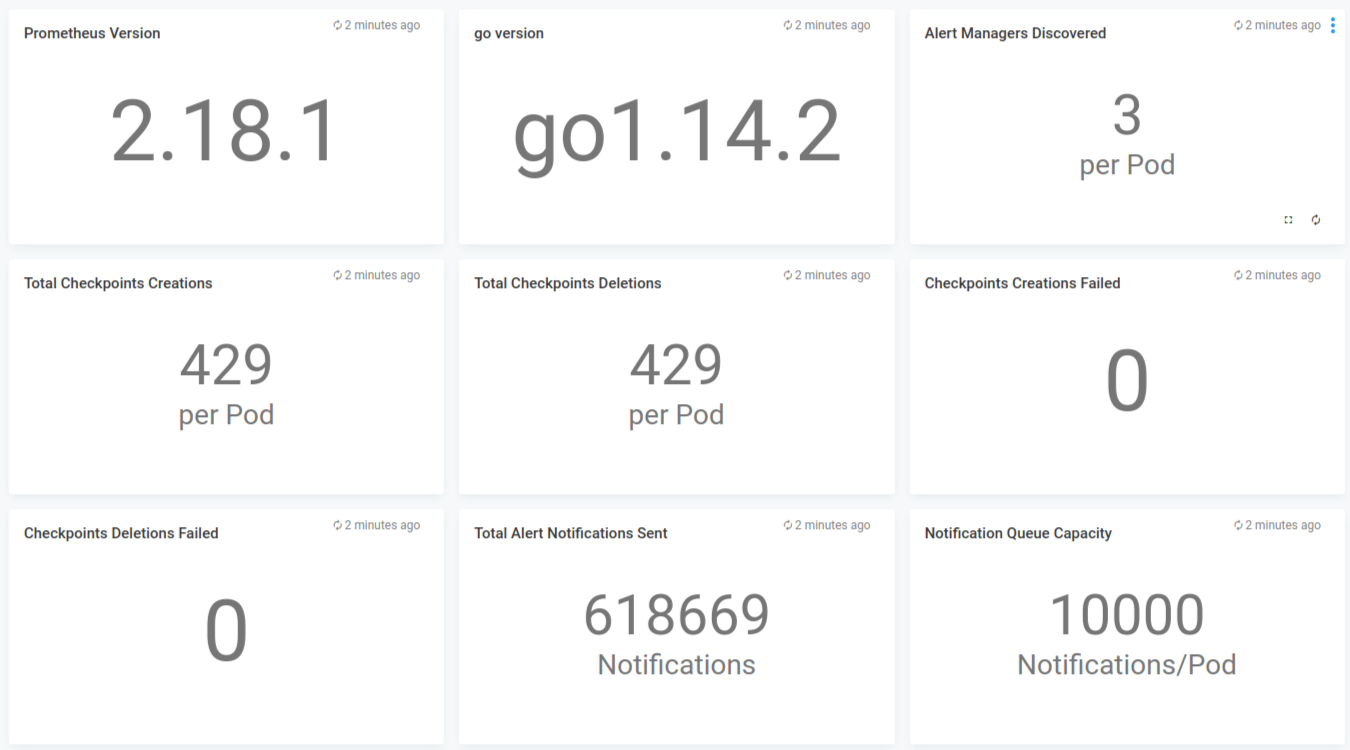 Prometheus Version
2 minutes ago
2.18.1
go version
2 minutes ago
go1.14.2
Alert Managers Discovered
2 minutes ago
3
per Pod
Total Checkpoints Creations
2 minutes ago
429
per Pod
Total Checkpoints Deletions
2 minutes ago
429
per Pod
Checkpoints Creations Failed
2 minutes ago
0
Checkpoints Deletions Failed
2 minutes ago
0
Total Alert Notifications Sent
2 minutes ago
618669
Notifications
Notification Queue Capacity
2 minutes ago
10000
Notifications/Pod